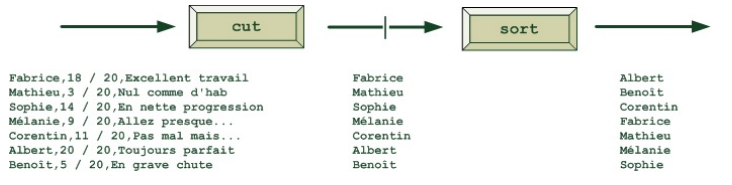 cut
sort
Fabrice,18 / 20,Excellent travail
Mathieu,3 / 20,Nul comme d'hab
Sophie,14 / 20,En nette progression
Mélanie,9 / 20,Allez presque...
Corentin,11 / 20,Pas mal mais...
Albert,20 / 20,Toujours parfait
Benoît,5 / 20,En grave chute
Fabrice
Mathieu
Sophie
Mélanie
Corentin
Albert
Benoît
Albert
Benoît
Corentin
Fabrice
Mathieu
Mélanie
Sophie